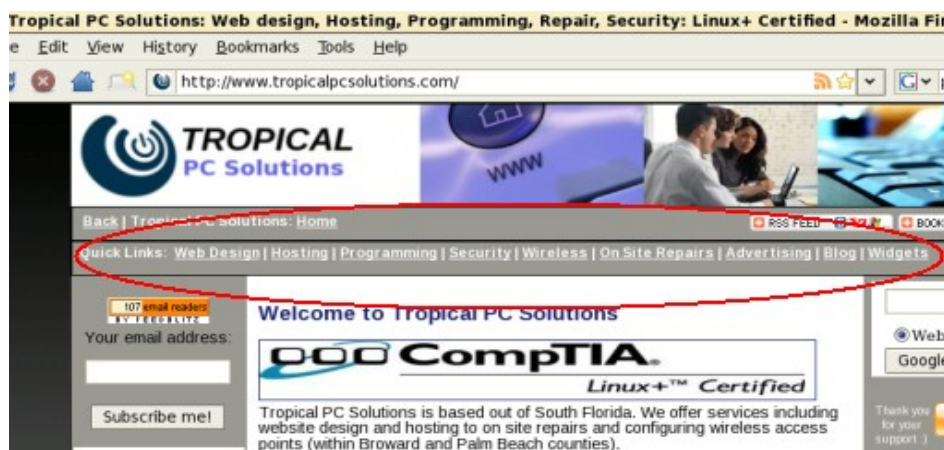 Tropical PC Solutions: Web design, Hosting, Programming, Repair, Security: Linux+ Certified - Mozilla Fi
e Edit View History Bookmarks Tools Help
http://www.tropicalpcsolutions.com/
G
TROPICAL
PC Solutions
WWW
Back | Tropical PC Solutions: Home
RSS FEED
BOOK
Quick Links: Web Design | Hosting | Programming | Security | Wireless | On Site Repairs | Advertising | Blog | Widgets
107 email readers
BY FEEDBLITZ
Your email address:
Subscribe me!
Welcome to Tropical PC Solutions
CompTIA.
Linux+™ Certified
Tropical PC Solutions is based out of South Florida. We offer services including
website design and hosting to on site repairs and configuring wireless access
points (within Broward and Palm Beach counties).
Web
Google
Thank you
for your
support :)